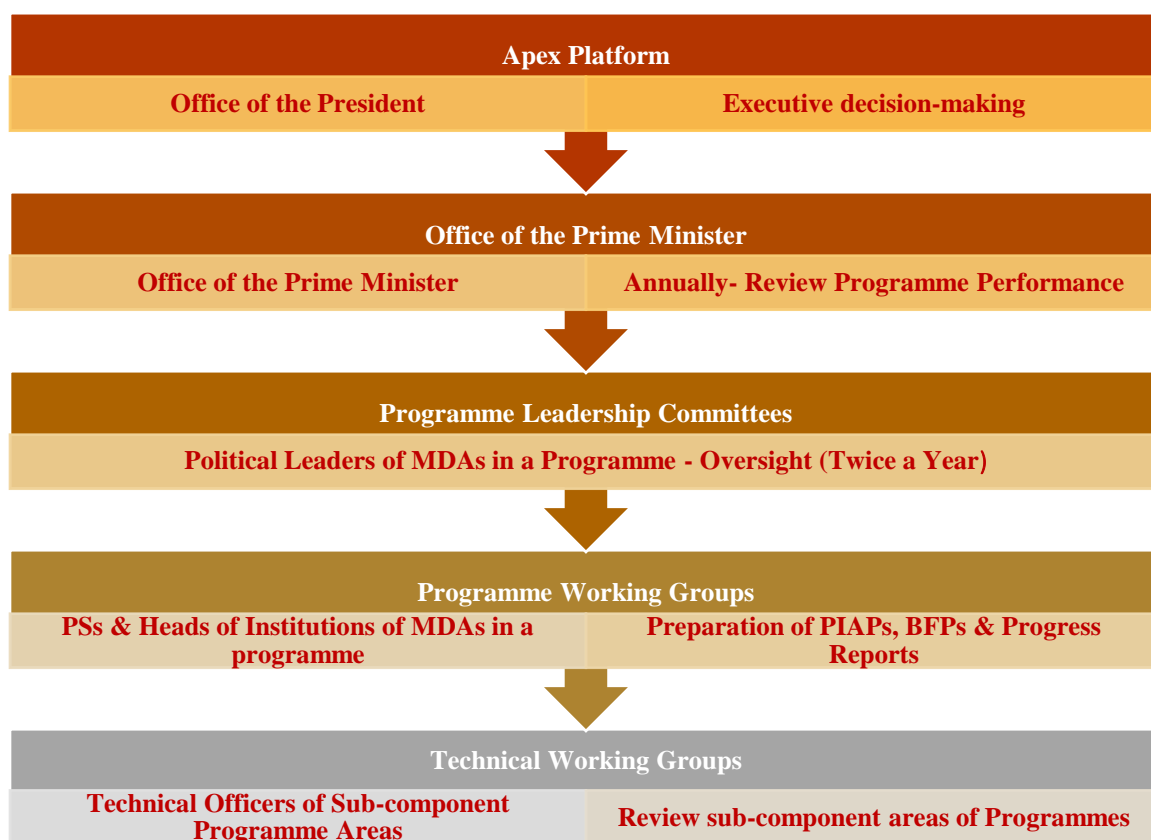 Apex Platform
Office of the President
Executive decision-making
Office of the Prime Minister
Office of the Prime Minister
Annually- Review Programme Performance
Programme Leadership Committees
Political Leaders of MDAs in a Programme - Oversight (Twice a Year)
Programme Working Groups
PSs & Heads of Institutions of MDAs in a
programme
Preparation of PIAPs, BFPs & Progress
Reports
Technical Working Groups
Technical Officers of Sub-component
Programme Areas
Review sub-component areas of Programmes